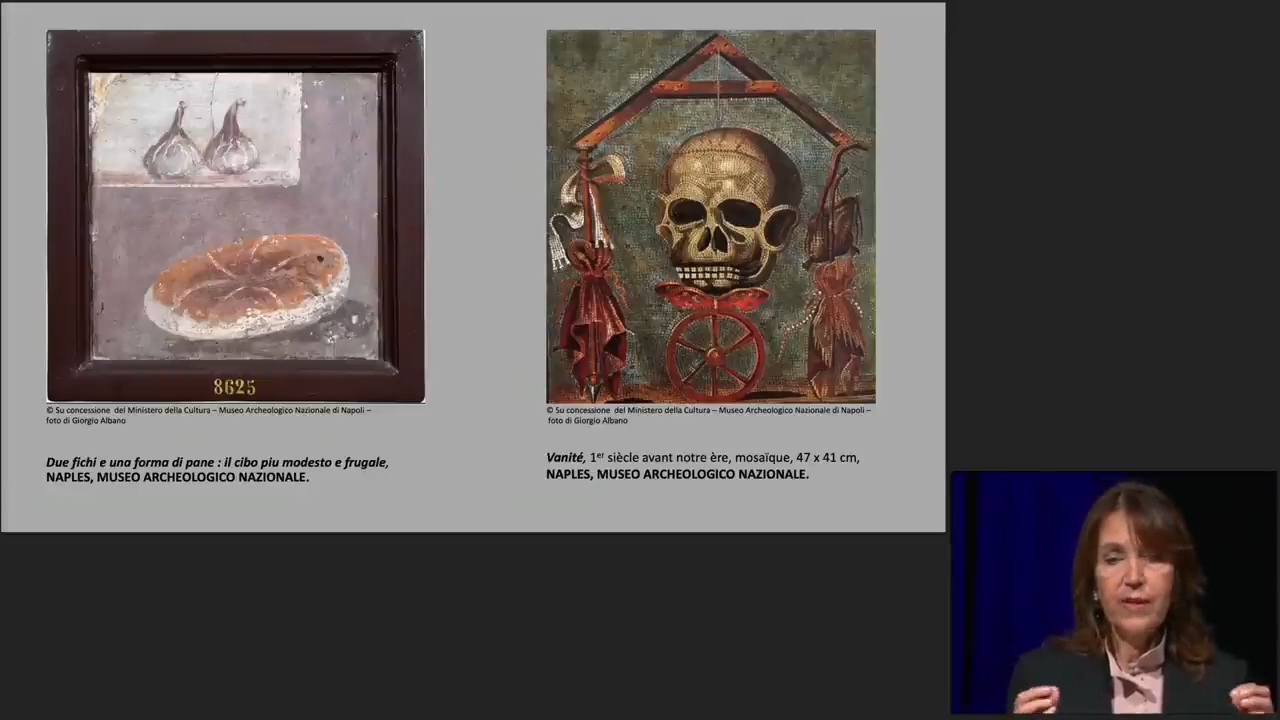 8625
© Su concessione del Ministero della Cultura – Museo Archeologico Nazionale di Napoli –
foto di Giorgio Albano
Due fichi e una forma di pane : il cibo piu modesto e frugale,
NAPLES, MUSEO ARCHEOLOGICO NAZIONALE.
© Su concessione del Ministero della Cultura – Museo Archeologico Nazionale di Napoli –
foto di Giorgio Albano
Vanité, 1er siècle avant notre ère, mosaïque, 47 x 41 cm,
NAPLES, MUSEO ARCHEOLOGICO NAZIONALE.